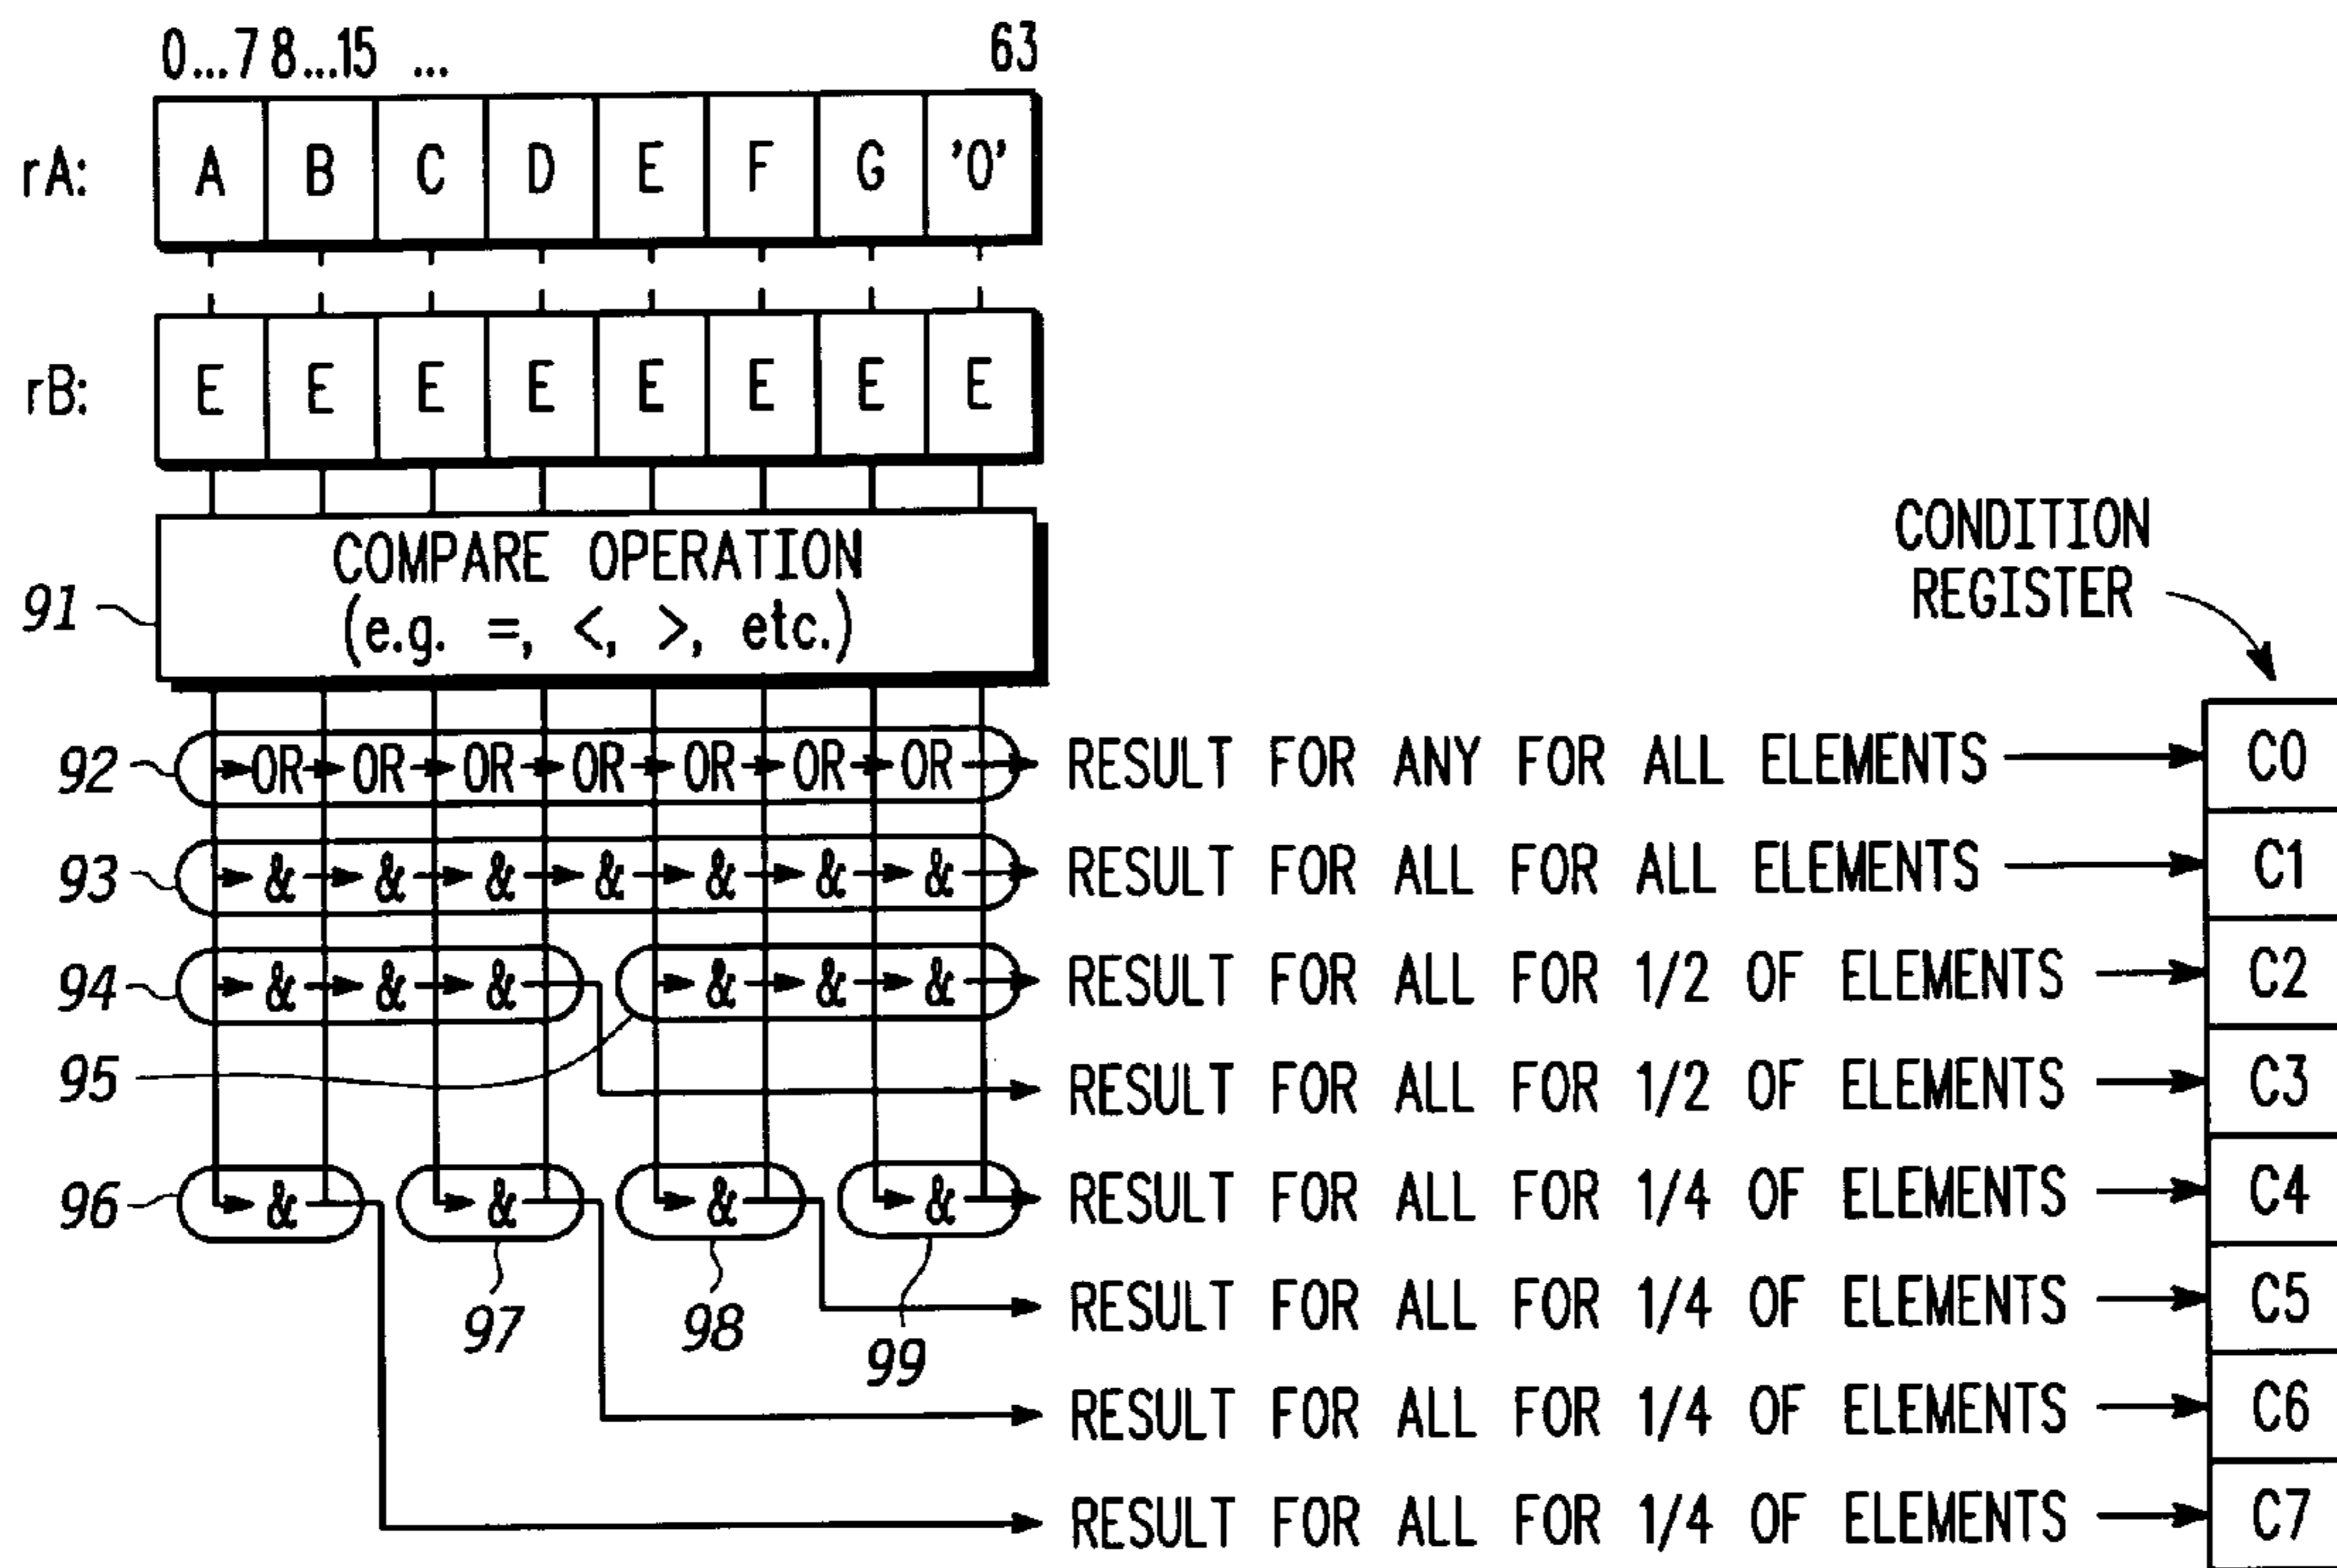 0...7 8...15 ... 63
rA: A B C D E F G '0'
rB: E E E E E E E E
COMPARE OPERATION
(e.g. =, <, >, etc.)
91
CONDITION
REGISTER
92 OR OR OR OR OR OR OR RESULT FOR ANY FOR ALL ELEMENTS C0
93 & & & & & & & RESULT FOR ALL FOR ALL ELEMENTS C1
94 & & & & & & RESULT FOR ALL FOR 1/2 OF ELEMENTS C2
95 RESULT FOR ALL FOR 1/2 OF ELEMENTS C3
96 & & & & RESULT FOR ALL FOR 1/4 OF ELEMENTS C4
97 98 99 RESULT FOR ALL FOR 1/4 OF ELEMENTS C5
RESULT FOR ALL FOR 1/4 OF ELEMENTS C6
RESULT FOR ALL FOR 1/4 OF ELEMENTS C7